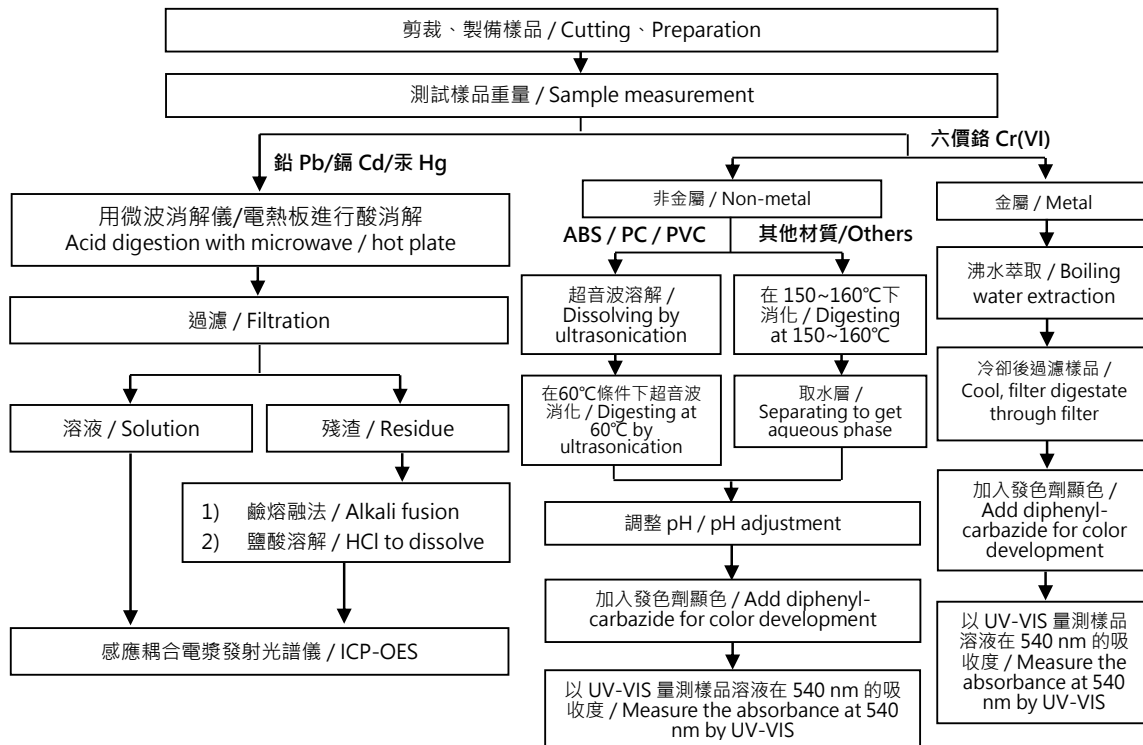 剪裁、製備樣品 / Cutting、Preparation
測試樣品重量 / Sample measurement
鉛 Pb/鎘 Cd/汞 Hg
六價鉻 Cr(VI)
用微波消解儀/電熱板進行酸消解
Acid digestion with microwave / hot plate
過濾 / Filtration
溶液 / Solution
殘渣 / Residue
1) 鹼熔融法 / Alkali fusion
2) 鹽酸溶解 / HCl to dissolve
感應耦合電漿發射光譜儀 / ICP-OES
非金屬 / Non-metal
ABS / PC / PVC
其他材質/Others
超音波溶解 /
Dissolving by
ultrasonication
在60℃條件下超音波
消化 / Digesting at
60℃ by
ultrasonication
在 150~160℃下
消化 / Digesting
at 150~160℃
取水層 /
Separating to get
aqueous phase
調整 pH / pH adjustment
加入發色劑顯色 / Add diphenyl-
carbazide for color development
以 UV-VIS 量測樣品溶液在 540 nm 的吸
收度 / Measure the absorbance at 540
nm by UV-VIS
金屬 / Metal
沸水萃取 / Boiling
water extraction
冷卻後過濾樣品 /
Cool, filter digestate
through filter
加入發色劑顯色 /
Add diphenyl-
carbazide for color
development
以 UV-VIS 量測樣品
溶液在 540 nm 的吸
收度 / Measure the
absorbance at 540
nm by UV-VIS